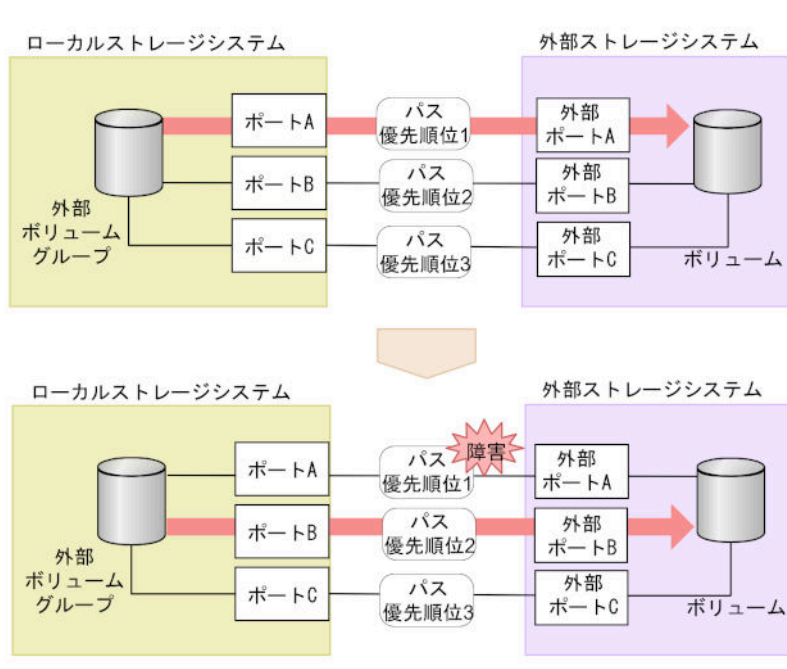 ローカルストレージシステム
外部ストレージシステム
ポートA
パス
優先順位1
外部
ポートA
ポートB
パス
優先順位2
外部
ポートB
外部
ボリューム
グループ
ポートC
パス
優先順位3
外部
ポートC
ボリューム
ローカルストレージシステム
外部ストレージシステム
ポートA
パス
優先順位1
障害
外部
ポートA
ポートB
パス
優先順位2
外部
ポートB
外部
ボリューム
グループ
ポートC
パス
優先順位3
外部
ポートC
ボリューム